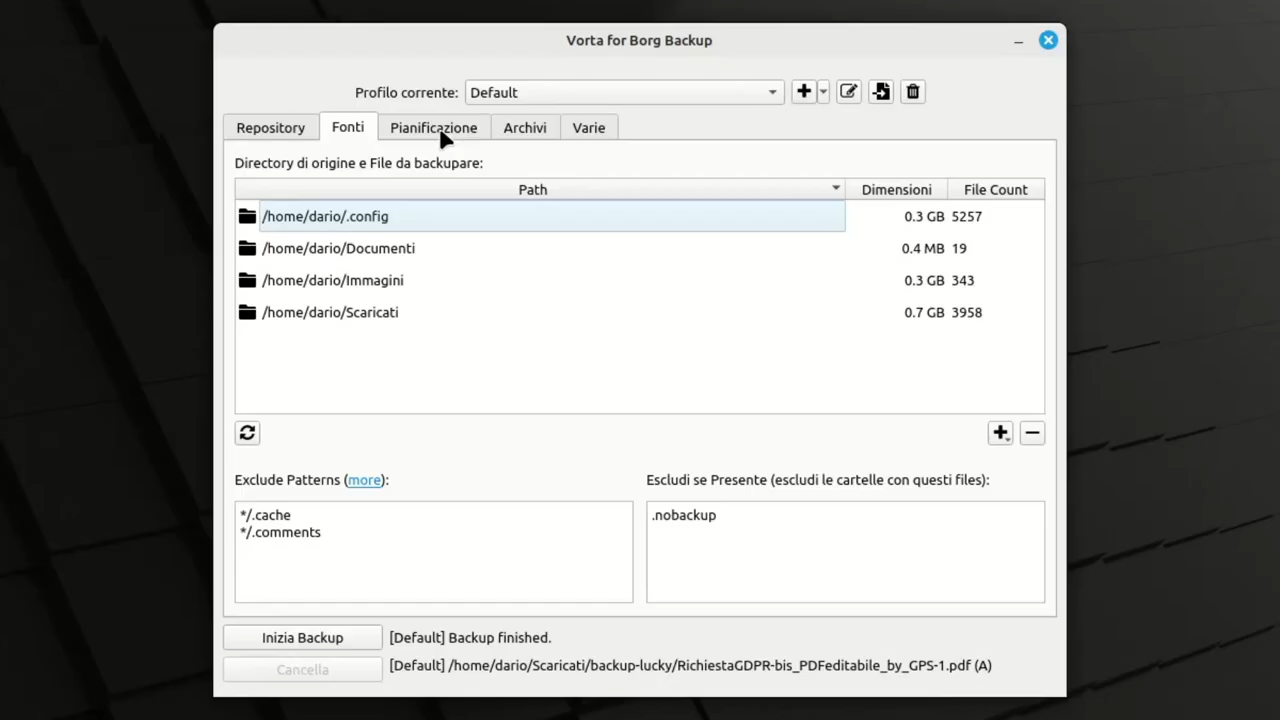 Vorta for Borg Backup
Profilo corrente: Default
Repository Fonti Pianificazione Archivi Varie
Directory di origine e File da backupare:
Path Dimensioni File Count
/home/dario/.config 0.3 GB 5257
/home/dario/Documenti 0.4 MB 19
/home/dario/Immagini 0.3 GB 343
/home/dario/Scaricati 0.7 GB 3958
Exclude Patterns (more): Escludi se Presente (escludi le cartelle con questi files):
*/.cache .nobackup
*/.comments
Inizia Backup [Default] Backup finished.
Cancella [Default] /home/dario/Scaricati/backup-lucky/RichiestaGDPR-bis_PDFeditabile_by_GPS-1.pdf (A)